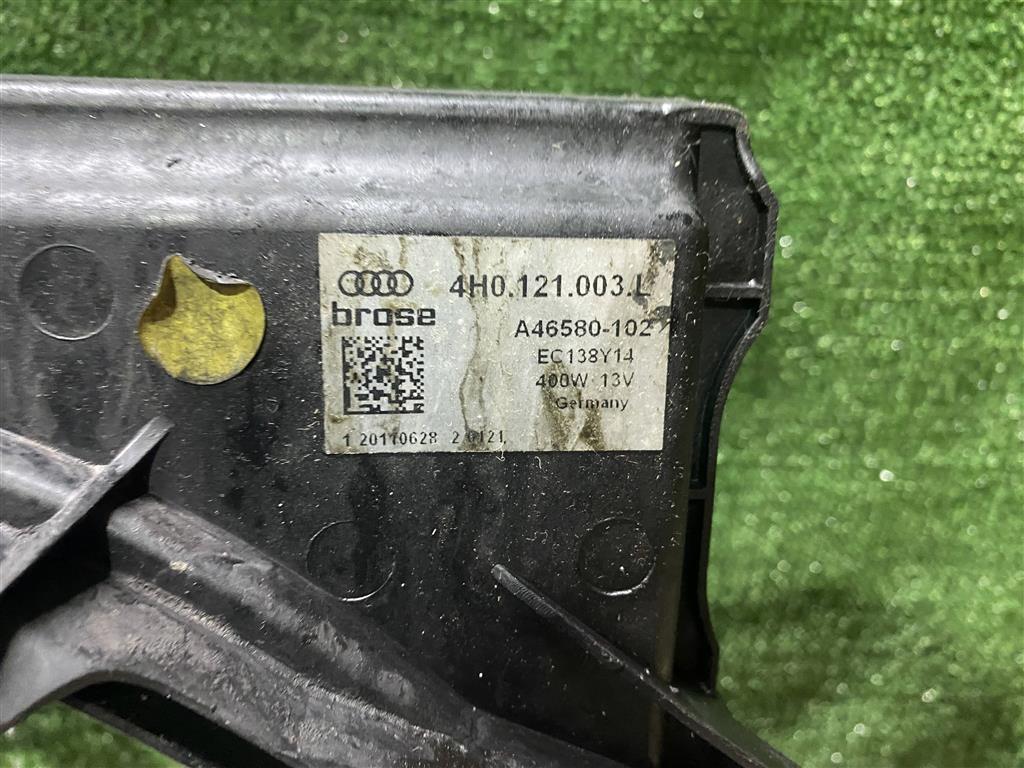 4H0.121.003.L
brose
A46580-102
EC138Y14
400W 13V
Germany
1 20110628 2 0121